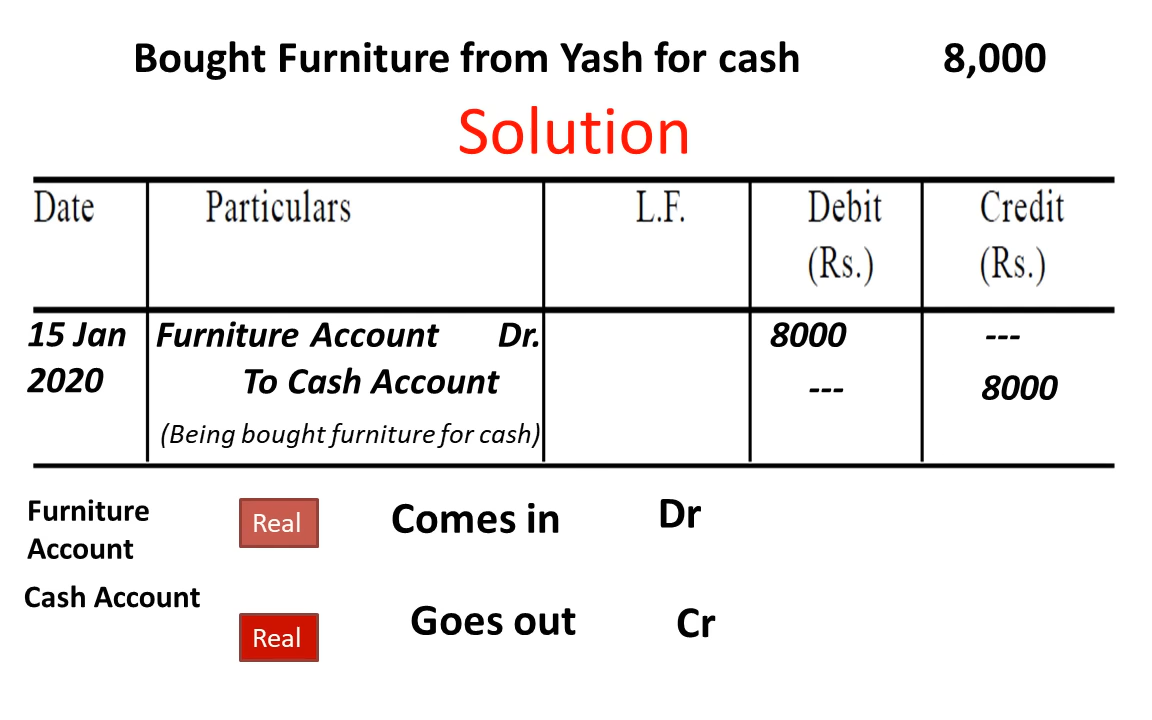 Bought Furniture from Yash for cash 8,000
Solution
Date Particulars L.F. Debit Credit
(Rs.) (Rs.)
15 Jan Furniture Account Dr. 8000 ---
2020 To Cash Account --- 8000
(Being bought furniture for cash)
Furniture Real Comes in Dr
Account
Cash Account
Real Goes out Cr